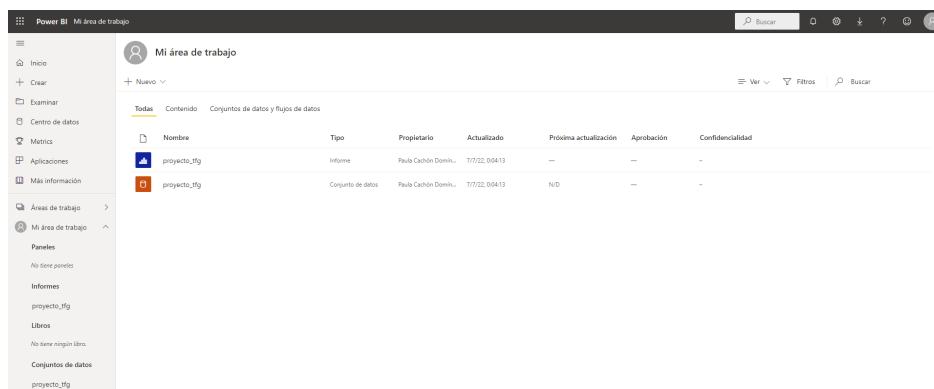 Power BI Mi área de trabajo
Buscar
?
Inicio
Crear
Examinar
Centro de datos
Metrics
Aplicaciones
Más información
Áreas de trabajo
Mi área de trabajo
Paneles
No tiene paneles
Informes
proyecto_tfg
Libros
No tiene ningún libro.
Conjuntos de datos
proyecto_tfg
Mi área de trabajo
Nuevo
Ver Filtros Buscar
Todas Contenido Conjuntos de datos y flujos de datos
Nombre Tipo Propietario Actualizado Próxima actualización Aprobación Confidencialidad
proyecto_tfg Informe Paula Cachón Domín... 7/7/22, 0:04:13 — — –
proyecto_tfg Conjunto de datos Paula Cachón Domín... 7/7/22, 0:04:13 N/D — –